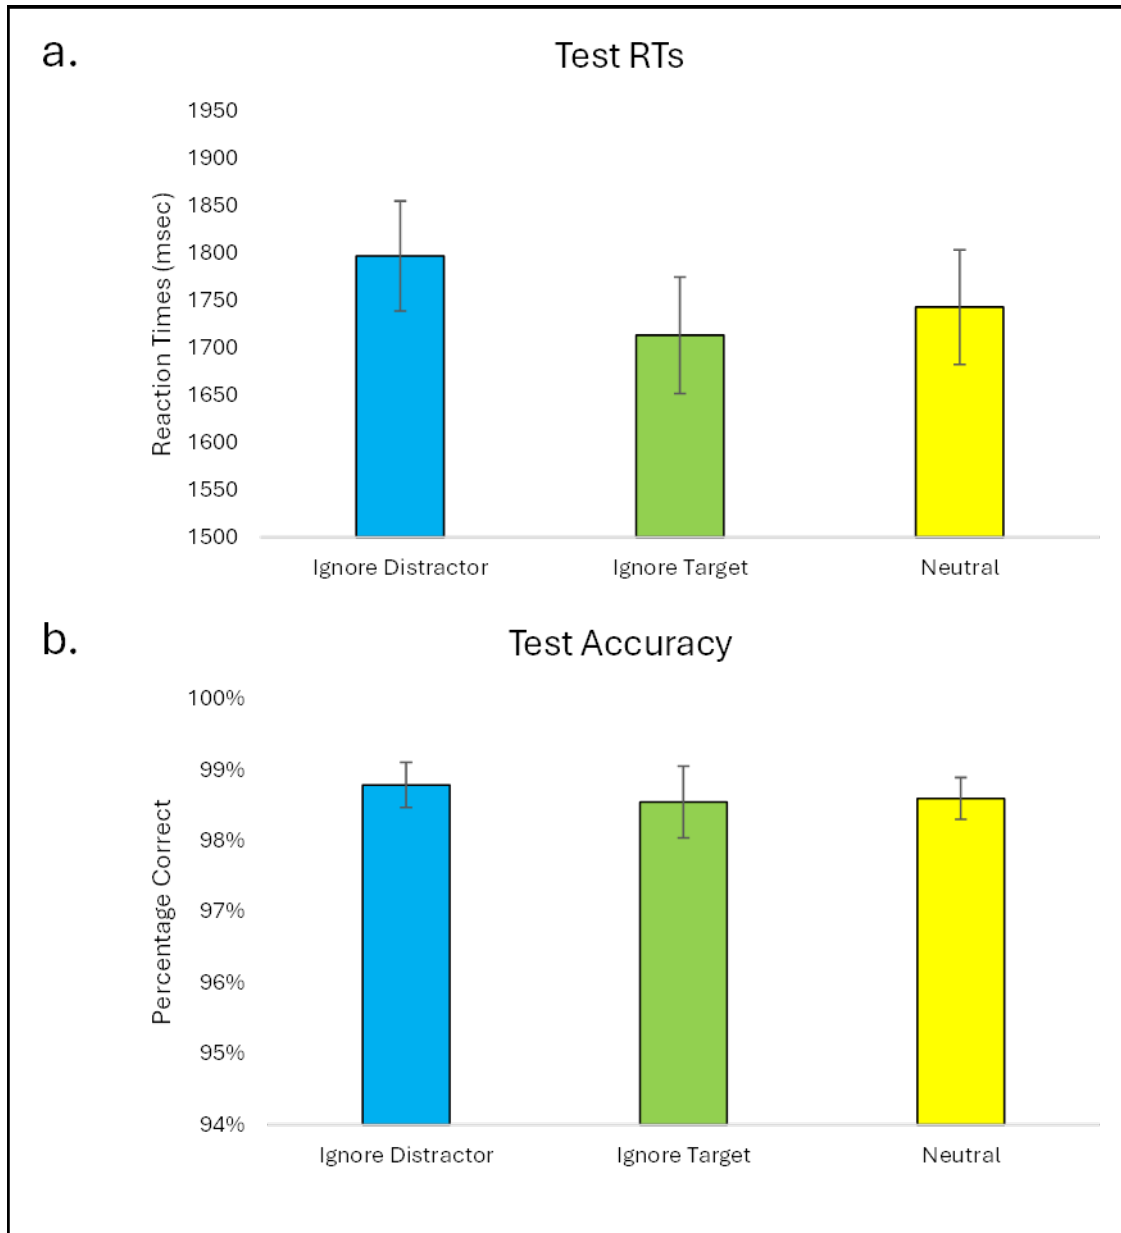 a.
Test RTs
Reaction Times (msec)
1950
1900
1850
1800
1750
1700
1650
1600
1550
1500
Ignore Distractor
Ignore Target
Neutral
b.
Test Accuracy
Percentage Correct
100%
99%
98%
97%
96%
95%
94%
Ignore Distractor
Ignore Target
Neutral